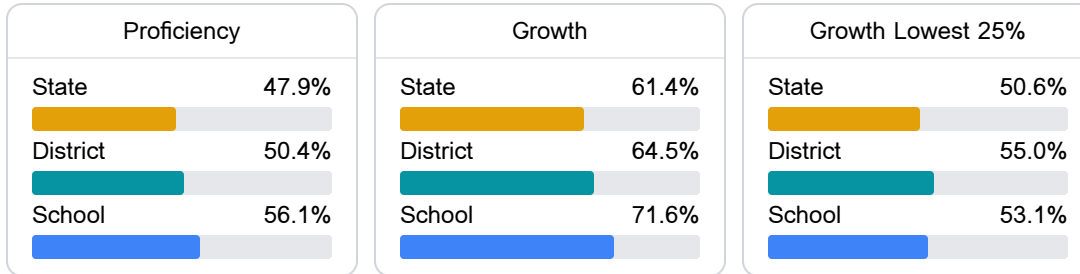 Proficiency
State 47.9%
District 50.4%
School 56.1%
Growth
State 61.4%
District 64.5%
School 71.6%
Growth Lowest 25%
State 50.6%
District 55.0%
School 53.1%